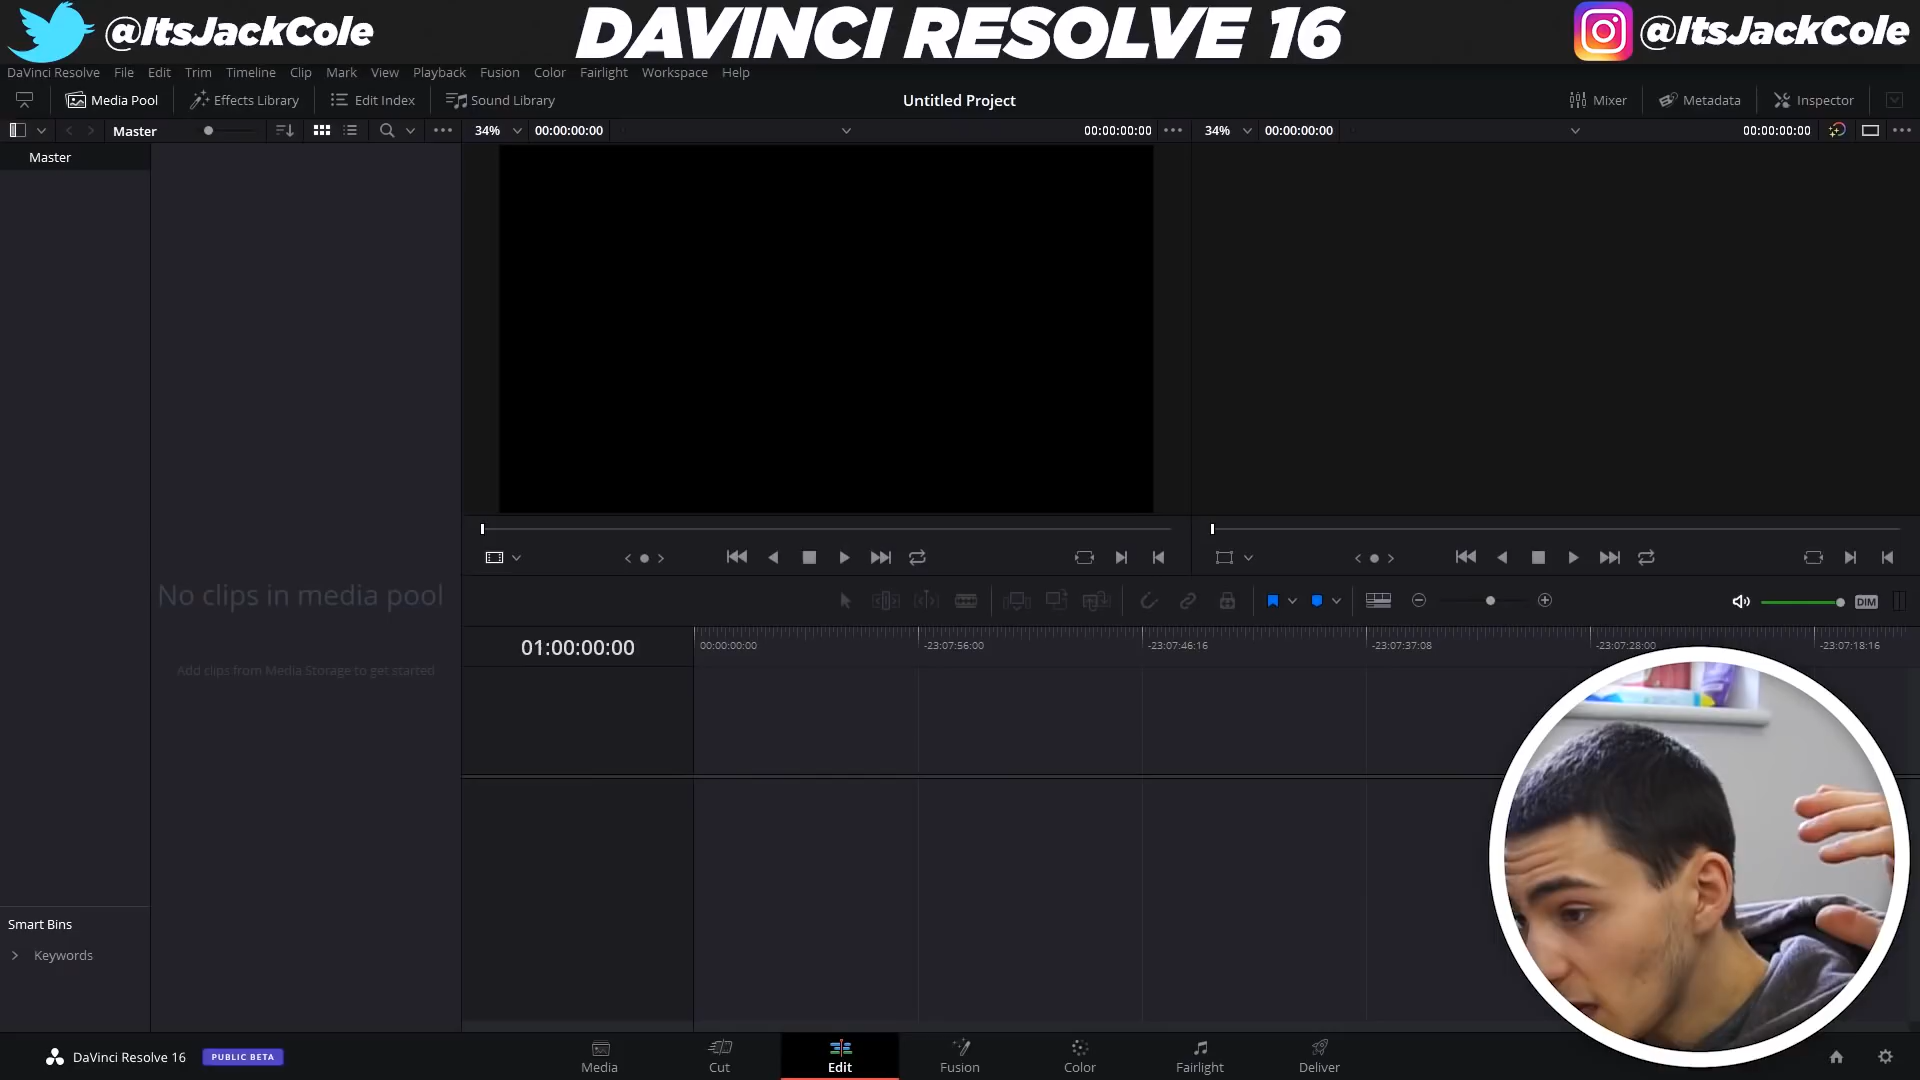 @ItsJackCole
DAVINCI RESOLVE 16
@ItsJackCole
DaVinci Resolve File Edit Trim Timeline Clip Mark View Playback Fusion Color Fairlight Workspace Help
Media Pool Effects Library Edit Index Sound Library Untitled Project Mixer Metadata Inspector
Master 34% 00:00:00:00 00:00:00:00 34% 00:00:00:00 00:00:00:00
Master
No clips in media pool
Add clips from Media Storage to get started
DIM
01:00:00:00
00:00:00:00 -23:07:56:00 -23:07:46:16 -23:07:37:08 -23:07:28:00 -23:07:18:16
Smart Bins
Keywords
DaVinci Resolve 16 PUBLIC BETA
Media Cut Edit Fusion Color Fairlight Deliver